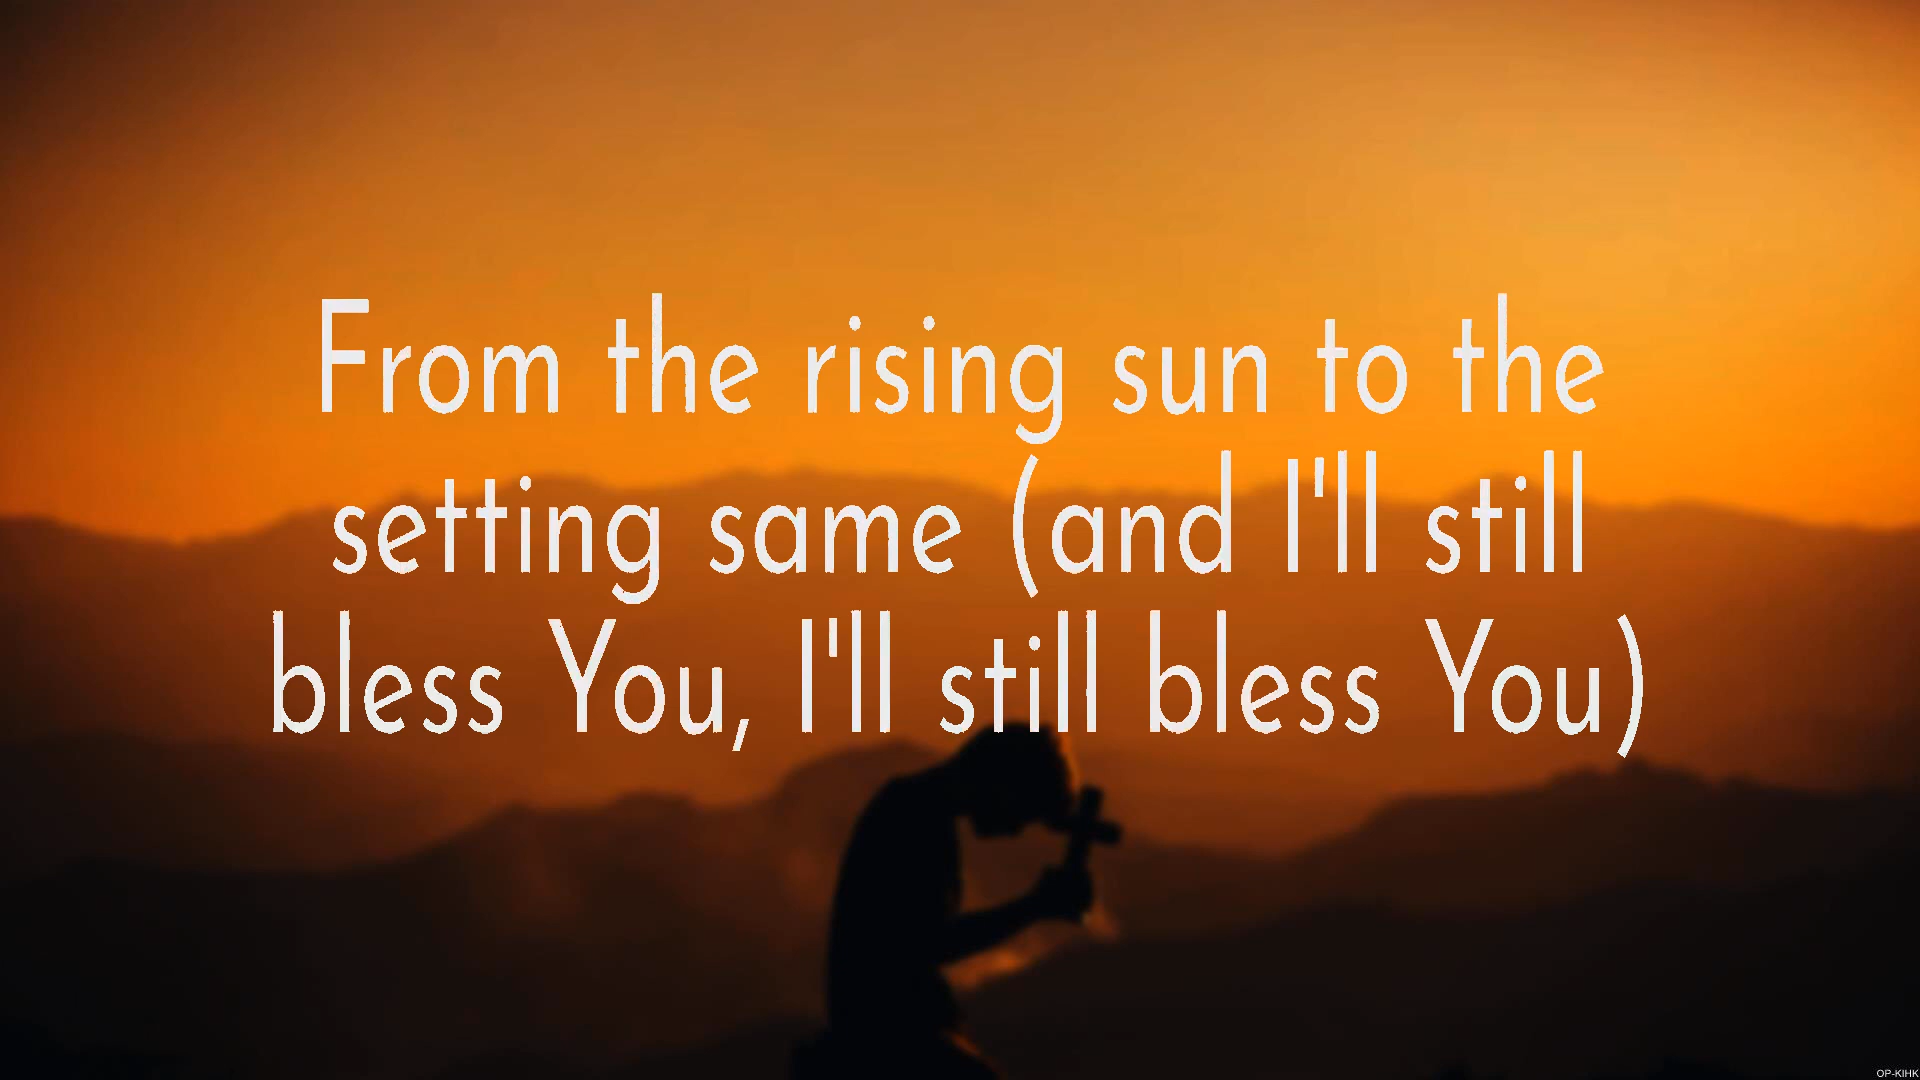 From the rising sun to the
setting same (and I'll still
bless You, I'll still bless You)
OP-KIHK